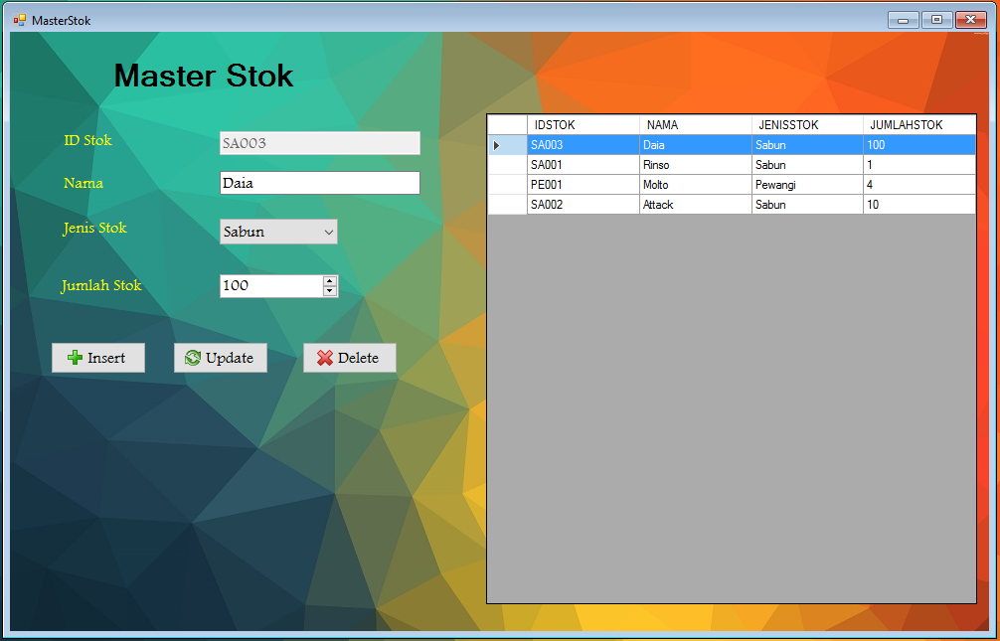 MasterStok
Master Stok
ID Stok SA003
Nama Daia
Jenis Stok Sabun
Jumlah Stok 100
Insert Update Delete
IDSTOK NAMA JENISSTOK JUMLAHSTOK
SA003 Daia Sabun 100
SA001 Rinso Sabun 1
PE001 Molto Pewangi 4
SA002 Attack Sabun 10